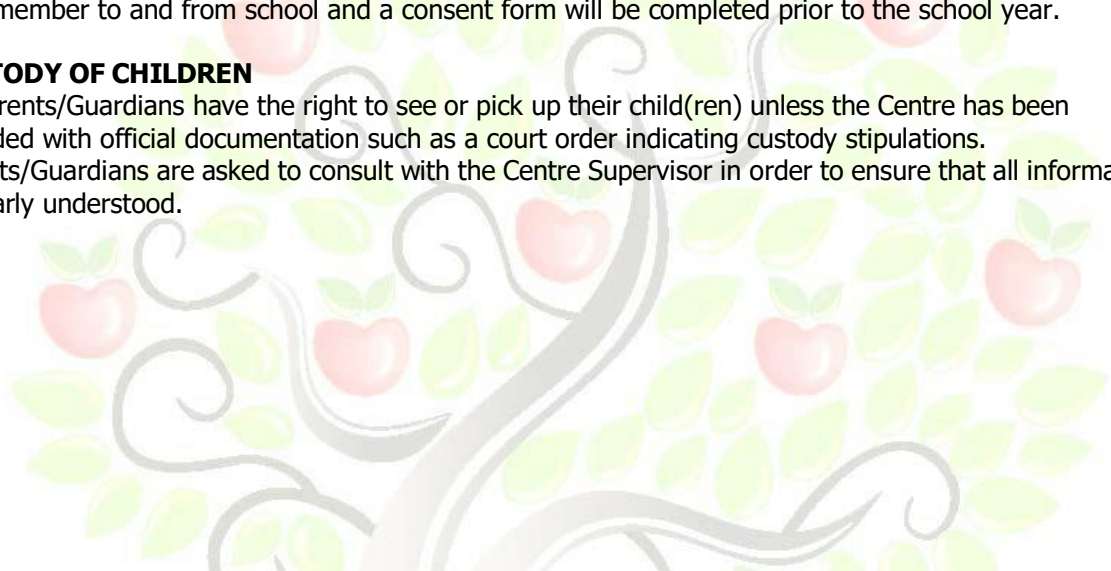 member to and from school and a consent form will be completed prior to the school year.
TODY OF CHILDREN
rents/Guardians have the right to see or pick up their child(ren) unless the Centre has been
ded with official documentation such as a court order indicating custody stipulations.
ts/Guardians are asked to consult with the Centre Supervisor in order to ensure that all informa
arly understood.